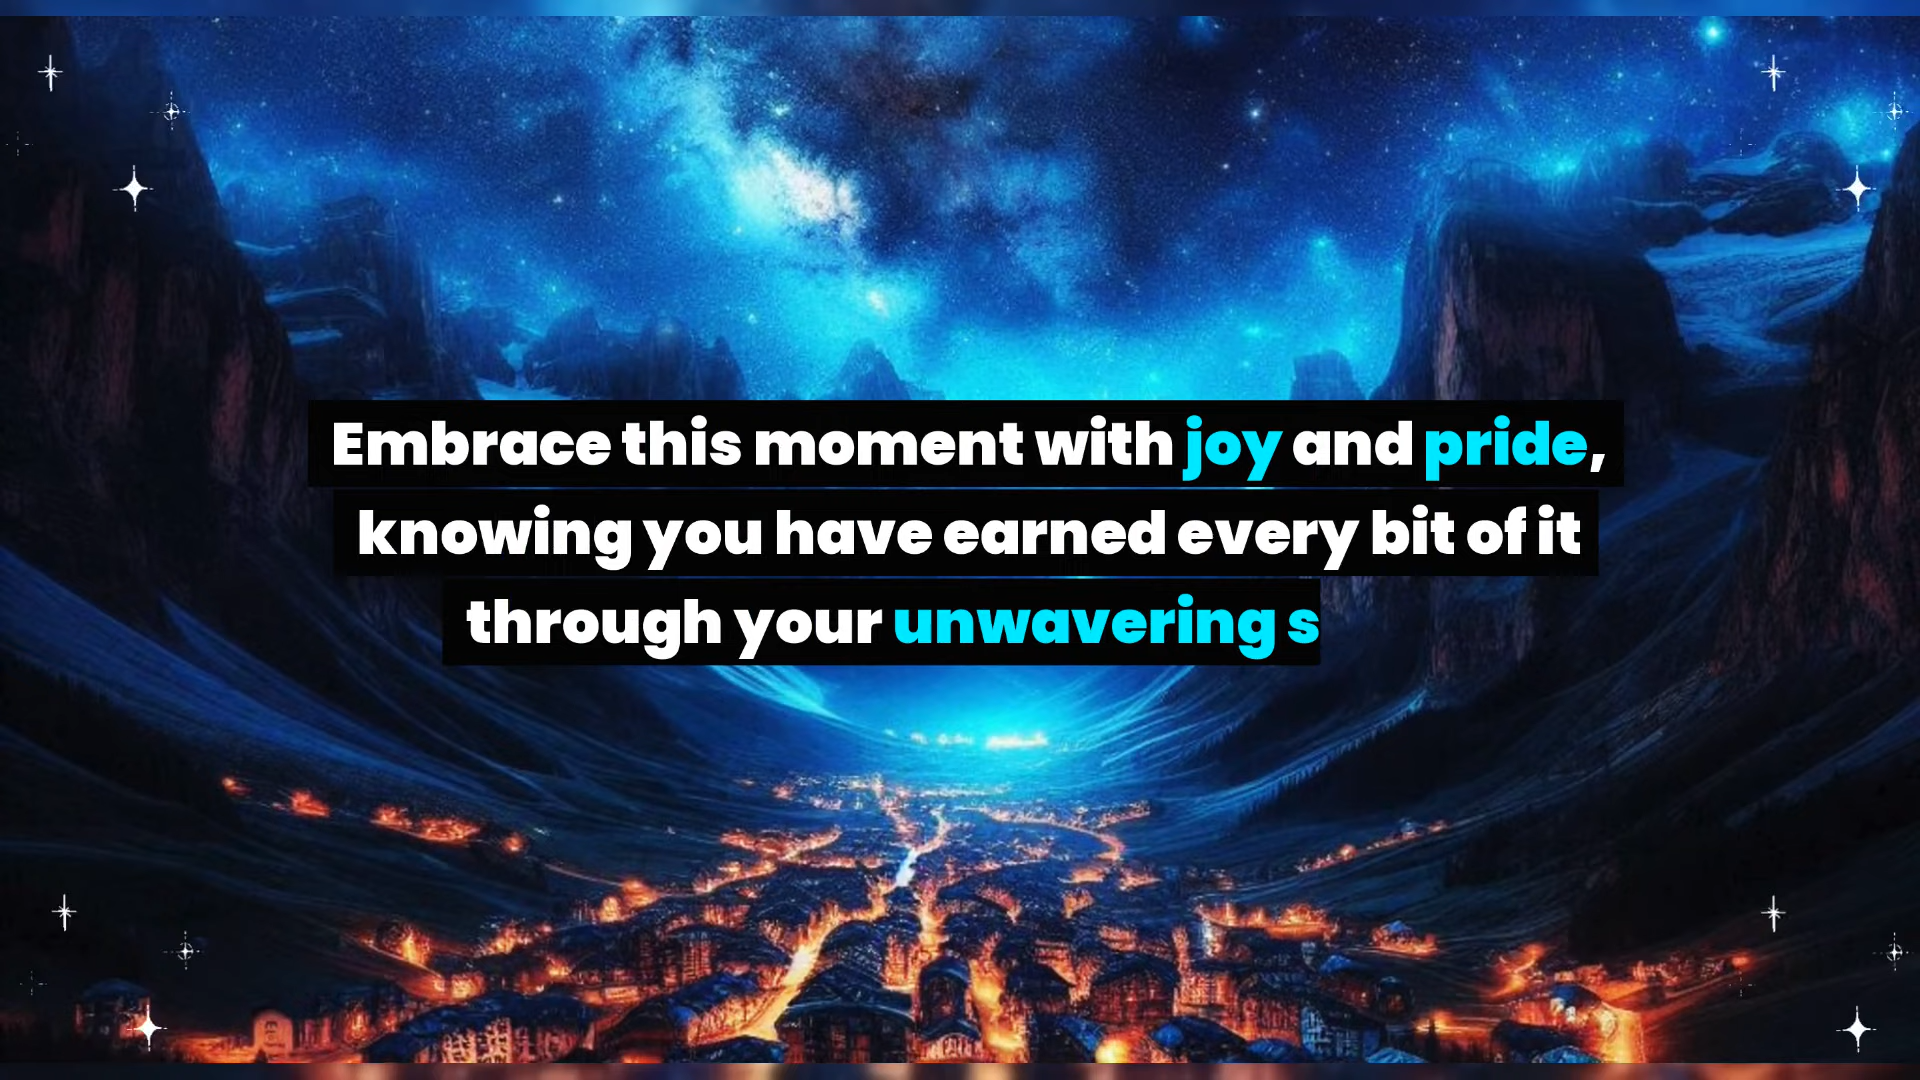 Embrace this moment with joy and pride,
knowing you have earned every bit of it
through your unwavering s